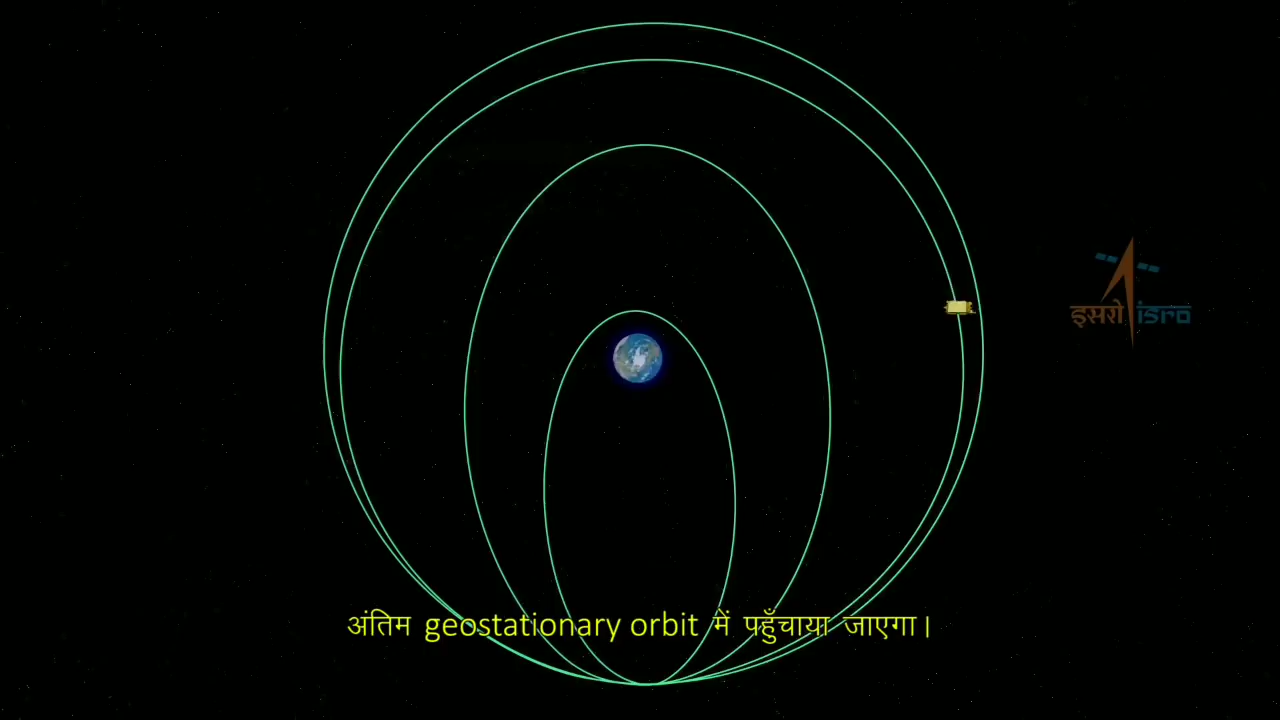 इसरो isro
अंतिम geostationary orbit में पहुँचाया जाएगा।